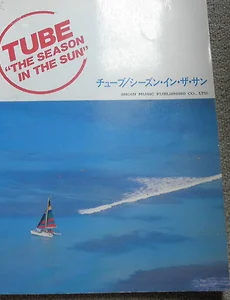 TUBE
"THE SEASON
IN THE SUN"
チューブ/シーズン・イン・ザ・サン
SHINKO MUSIC PUBLISHING CO., LTD.